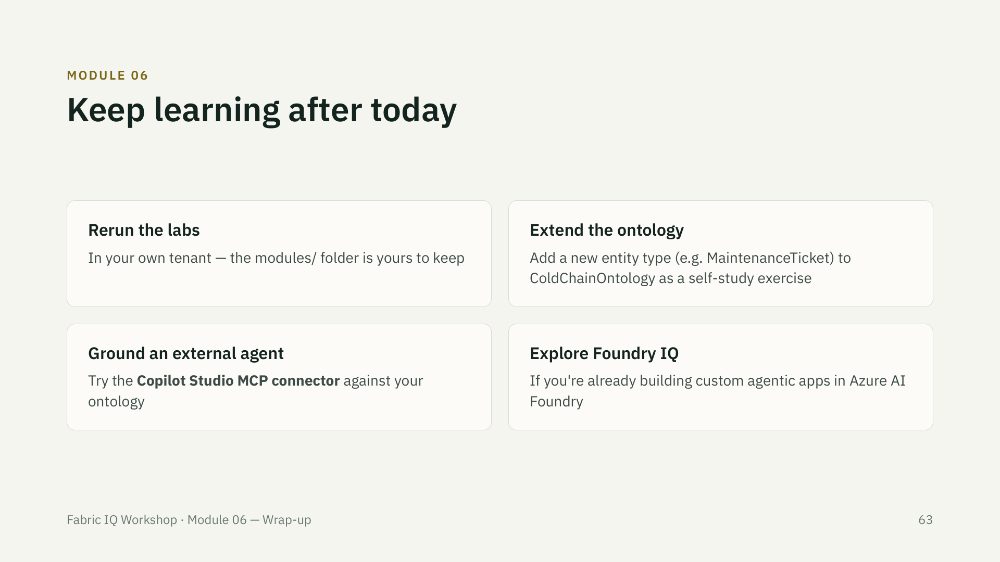 MODULE 06
Keep learning after today
Rerun the labs
In your own tenant — the modules/ folder is yours to keep
Extend the ontology
Add a new entity type (e.g. MaintenanceTicket) to
ColdChainOntology as a self-study exercise
Ground an external agent
Try the Copilot Studio MCP connector against your
ontology
Explore Foundry IQ
If you're already building custom agentic apps in Azure AI
Foundry
Fabric IQ Workshop · Module 06 — Wrap-up
63